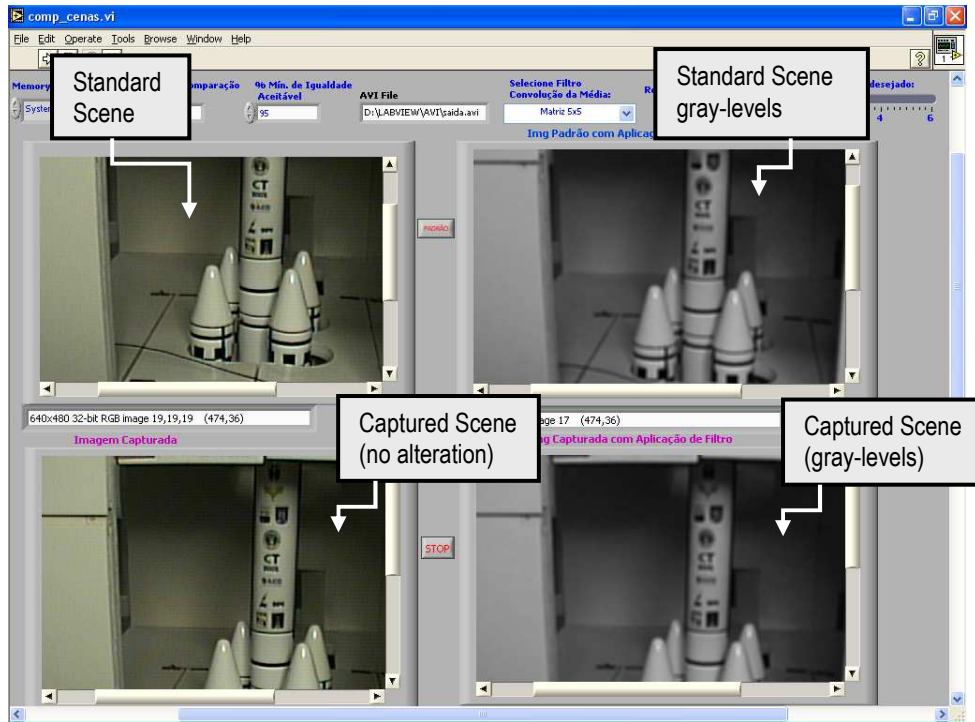 comp_cenas.vi
File Edit Operate Tools Browse Window Help
Standard
Scene
Standard Scene
gray-levels
Memory
omparação
% Mín. de Igualdade
Aceitável
AVI File
Selecione Filtro
Convolução da Média:
desejado:
System
95
D:\LABVIEW\AVI\saida.avi
Matriz 5x5
4 6
Img Padrão com Aplica
CT
PADRÃO
640x480 32-bit RGB image 19,19,19 (474,36)
age 17 (474,36)
Captured Scene
(no alteration)
Captured Scene
(gray-levels)
Imagem Capturada
g Capturada com Aplicação de Filtro
CT
CT
STOP